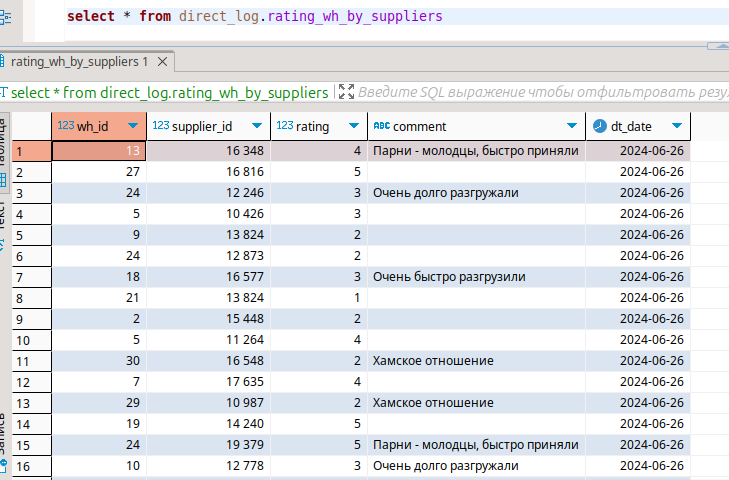 select * from direct_log.rating_wh_by_suppliers
rating_wh_by_suppliers 1
select * from direct_log.rating_wh_by_suppliers Введите SQL выражение чтобы отфильтровать резу
123 wh_id 123 supplier_id 123 rating ABC comment dt_date
1 13 16 348 4 Парни - молодцы, быстро приняли 2024-06-26
2 27 16 816 5 2024-06-26
3 24 12 246 3 Очень долго разгружали 2024-06-26
4 5 10 426 3 2024-06-26
5 9 13 824 2 2024-06-26
6 24 12 873 2 2024-06-26
7 18 16 577 3 Очень быстро разгрузили 2024-06-26
8 21 13 824 1 2024-06-26
9 2 15 448 2 2024-06-26
10 5 11 264 4 2024-06-26
11 30 16 548 2 Хамское отношение 2024-06-26
12 7 17 635 4 2024-06-26
13 29 10 987 2 Хамское отношение 2024-06-26
14 19 14 240 5 2024-06-26
15 24 19 379 5 Парни - молодцы, быстро приняли 2024-06-26
16 10 12 778 3 Очень долго разгружали 2024-06-26
Запись